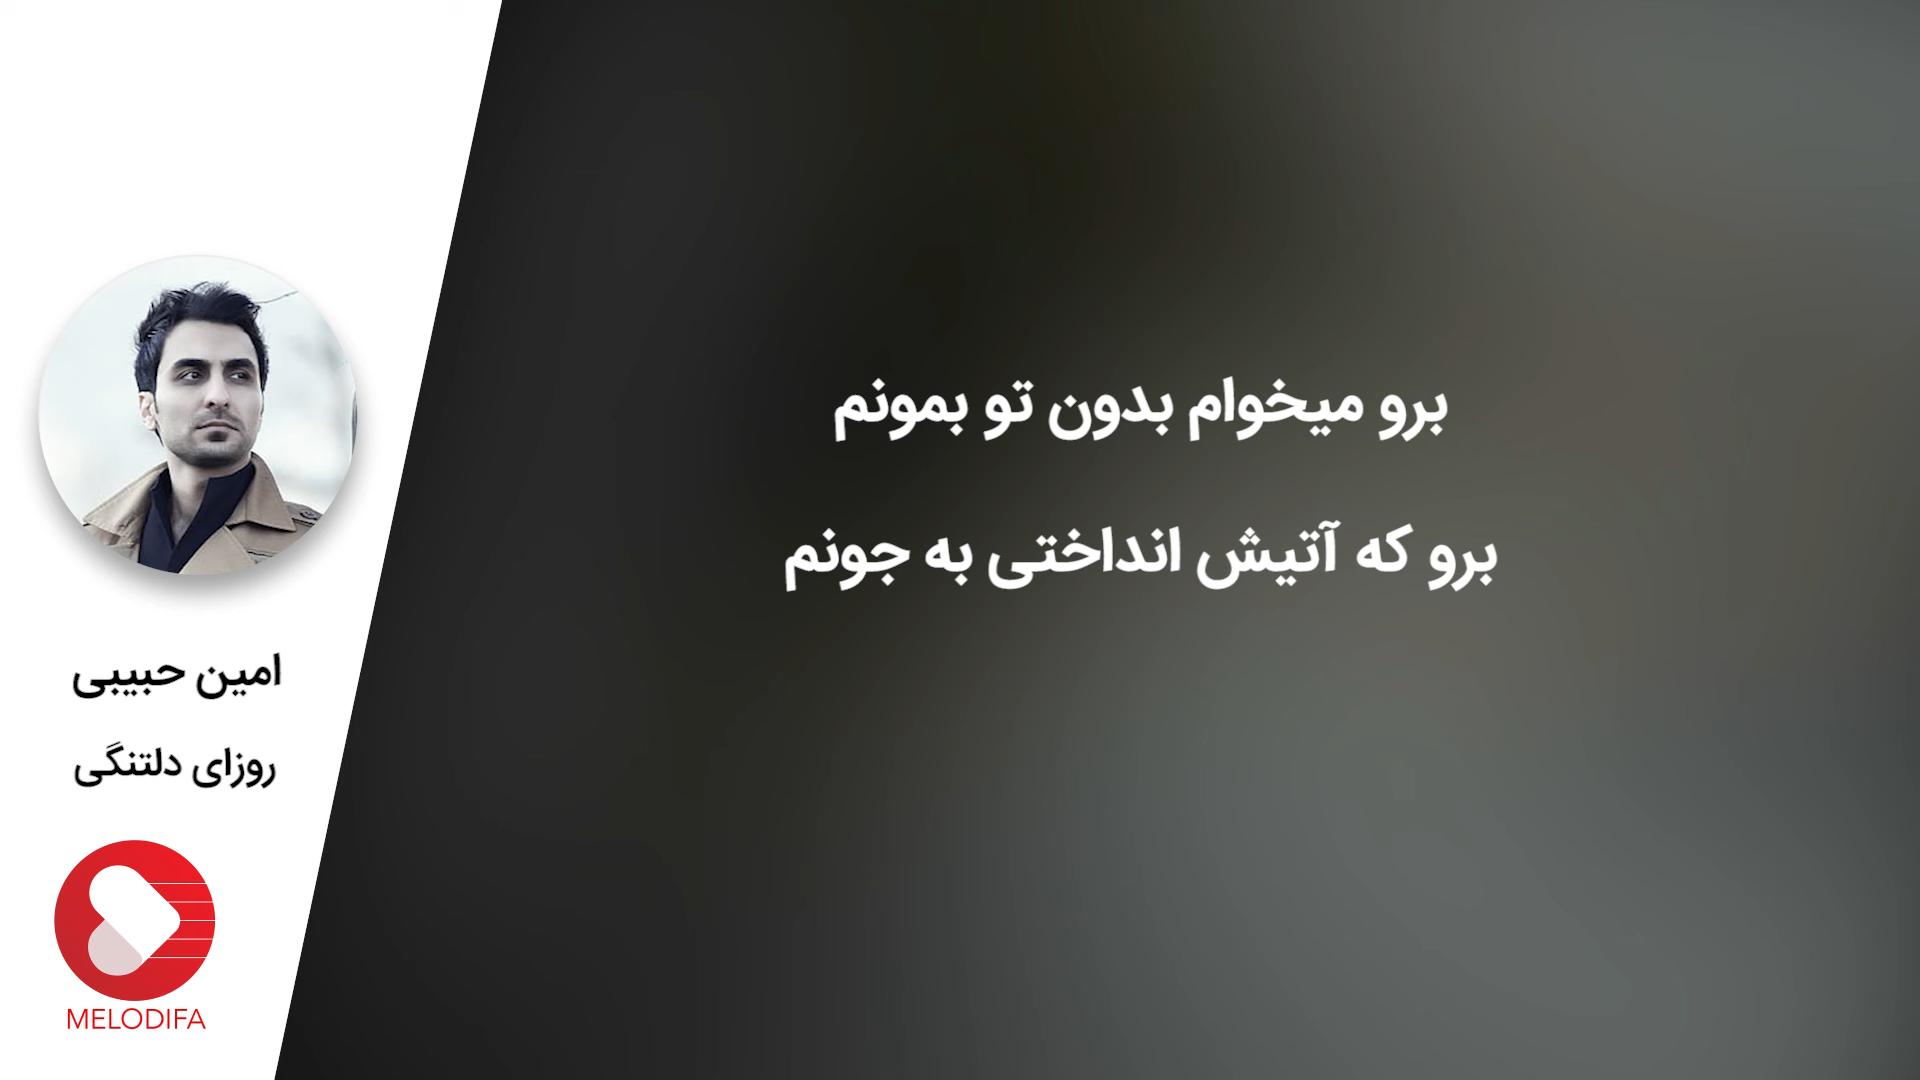 برو میخوام بدون تو بمونم
برو که آتیش انداختی به جونم
امین حبیبی
روزای دلتنگی
MELODIFA